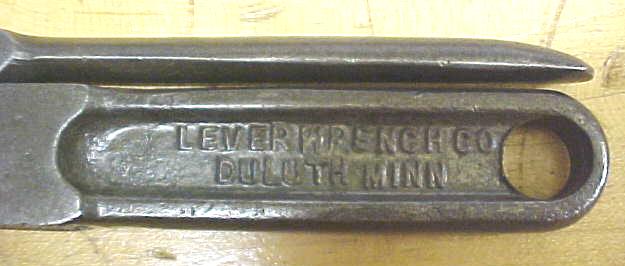 LEVER WRENCH CO
DULUTH MINN